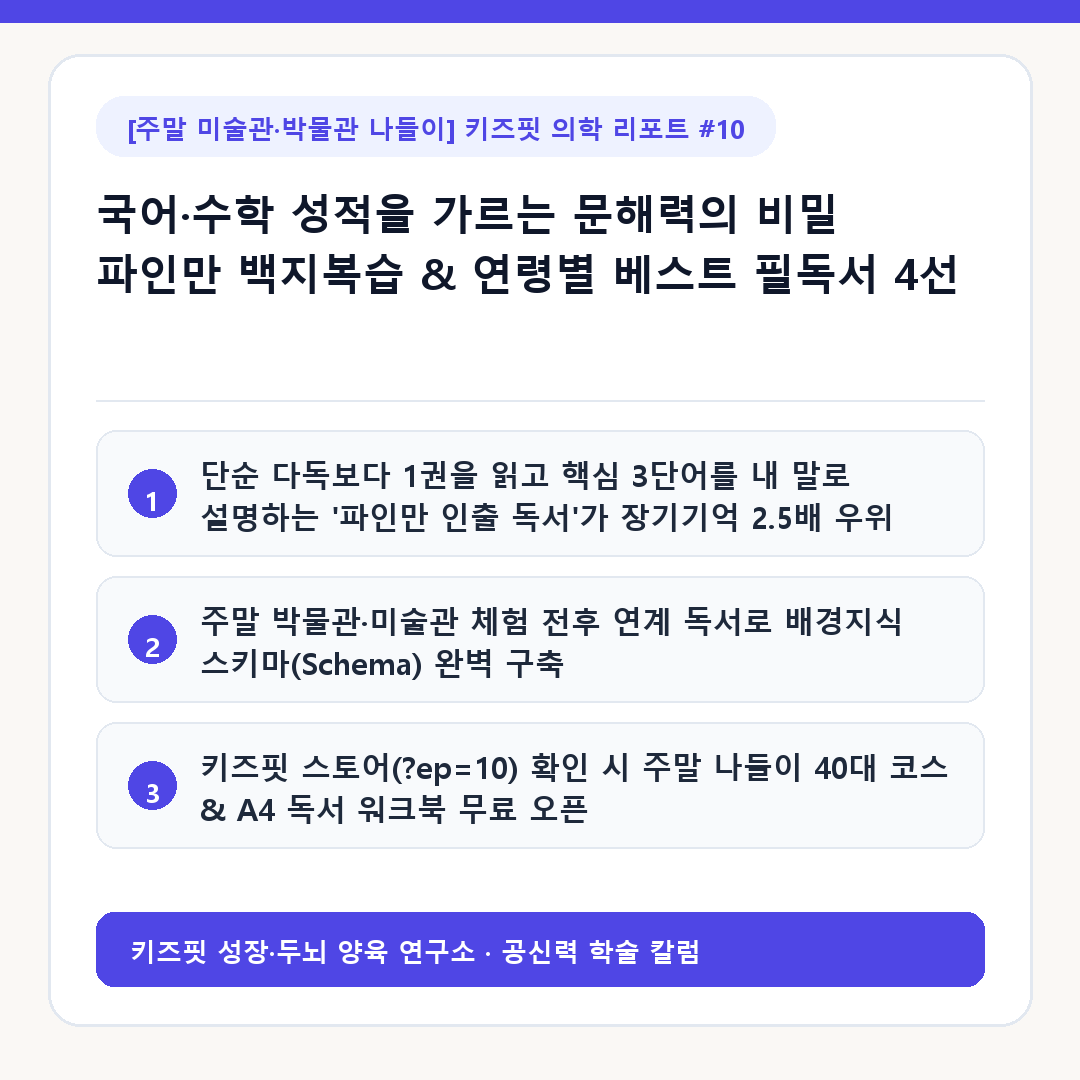 [주말 미술관·박물관 나들이] 키즈핏 의학 리포트 #10
국어·수학 성적을 가르는 문해력의 비밀
파인만 백지복습 & 연령별 베스트 필독서 4선
1
단순 다독보다 1권을 읽고 핵심 3단어를 내 말로
설명하는 '파인만 인출 독서'가 장기기억 2.5배 우위
2
주말 박물관·미술관 체험 전후 연계 독서로 배경지식
스키마(Schema) 완벽 구축
3
키즈핏 스토어(?ep=10) 확인 시 주말 나들이 40대 코스
& A4 독서 워크북 무료 오픈
키즈핏 성장·두뇌 양육 연구소 · 공신력 학술 칼럼